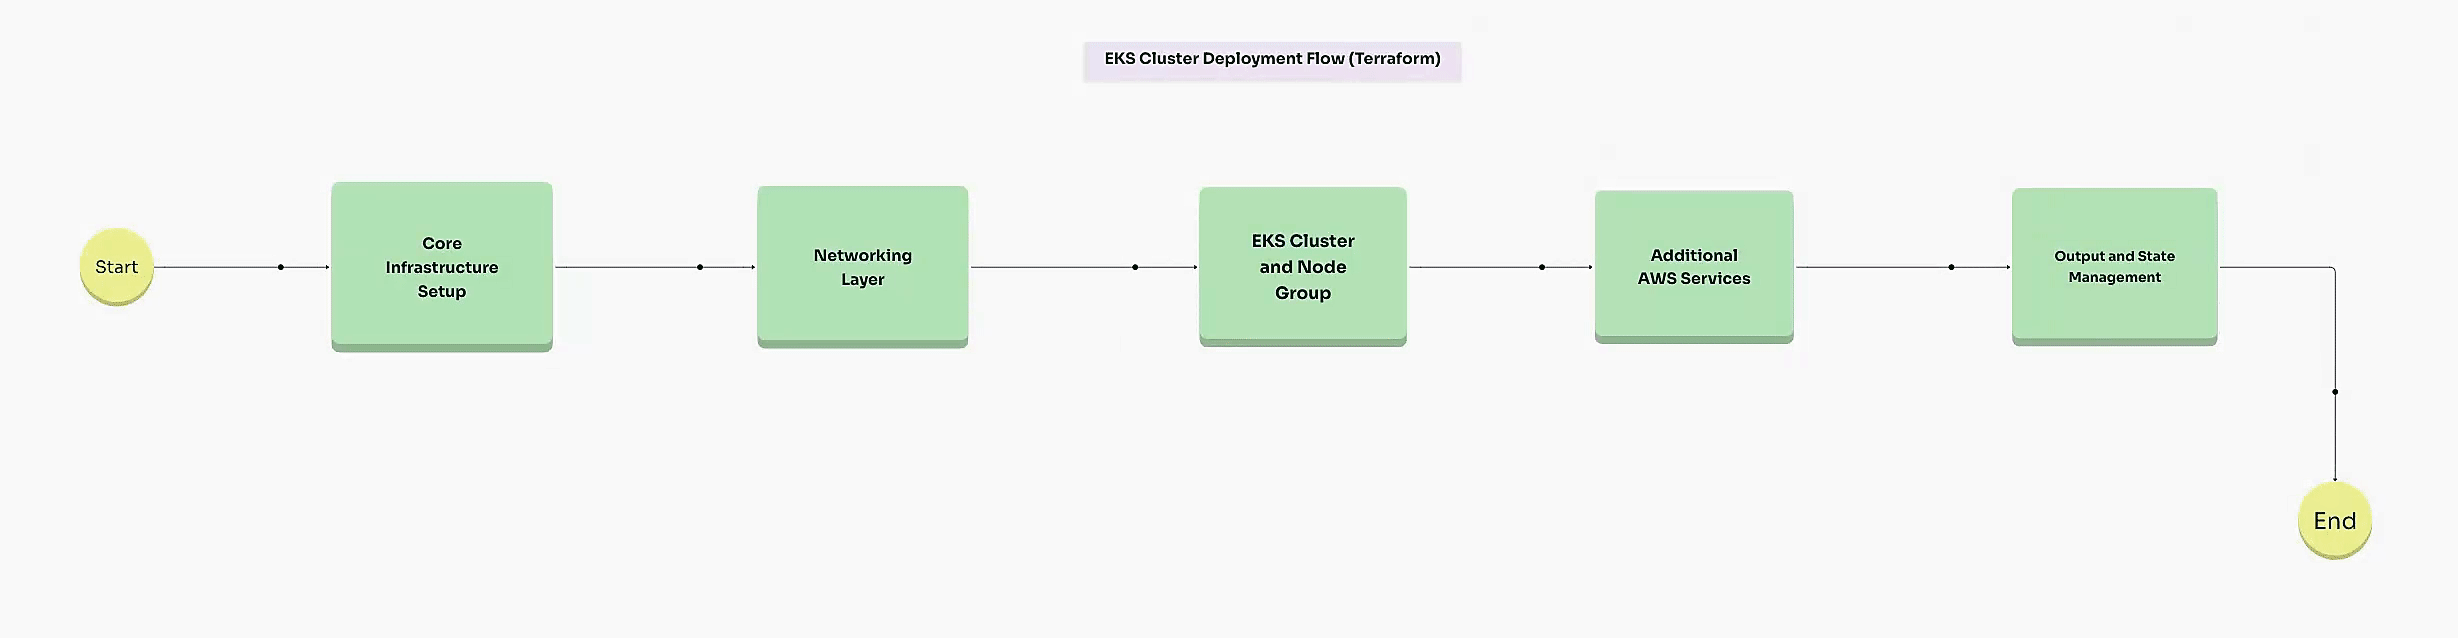 EKS Cluster Deployment Flow (Terraform)
Start
Core
Infrastructure
Setup
Networking
Layer
EKS Cluster
and Node
Group
Additional
AWS Services
Output and State
Management
End